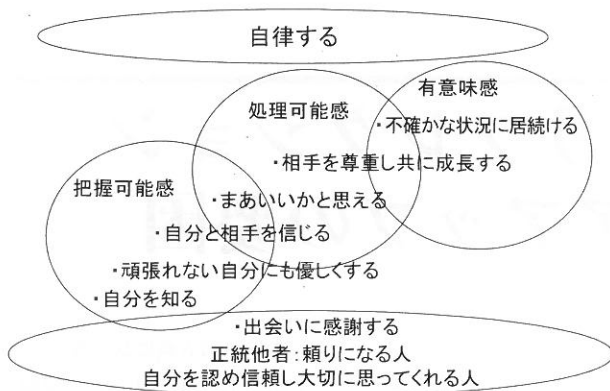 自律する
有意味感
処理可能感
・不確かな状況に居続ける
・相手を尊重し共に成長する
把握可能感
・まあいいかと思える
・自分と相手を信じる
・頑張れない自分にも優しくする
・自分を知る
・出会いに感謝する
正統他者:頼りになる人
自分を認め信頼し大切に思ってくれる人